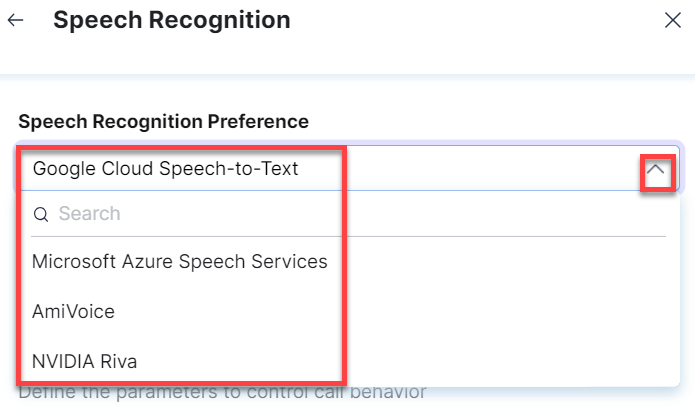 Speech Recognition
Speech Recognition Preference
Google Cloud Speech-to-Text
Search
Microsoft Azure Speech Services
AmiVoice
NVIDIA Riva
Define the parameters to control call behavior